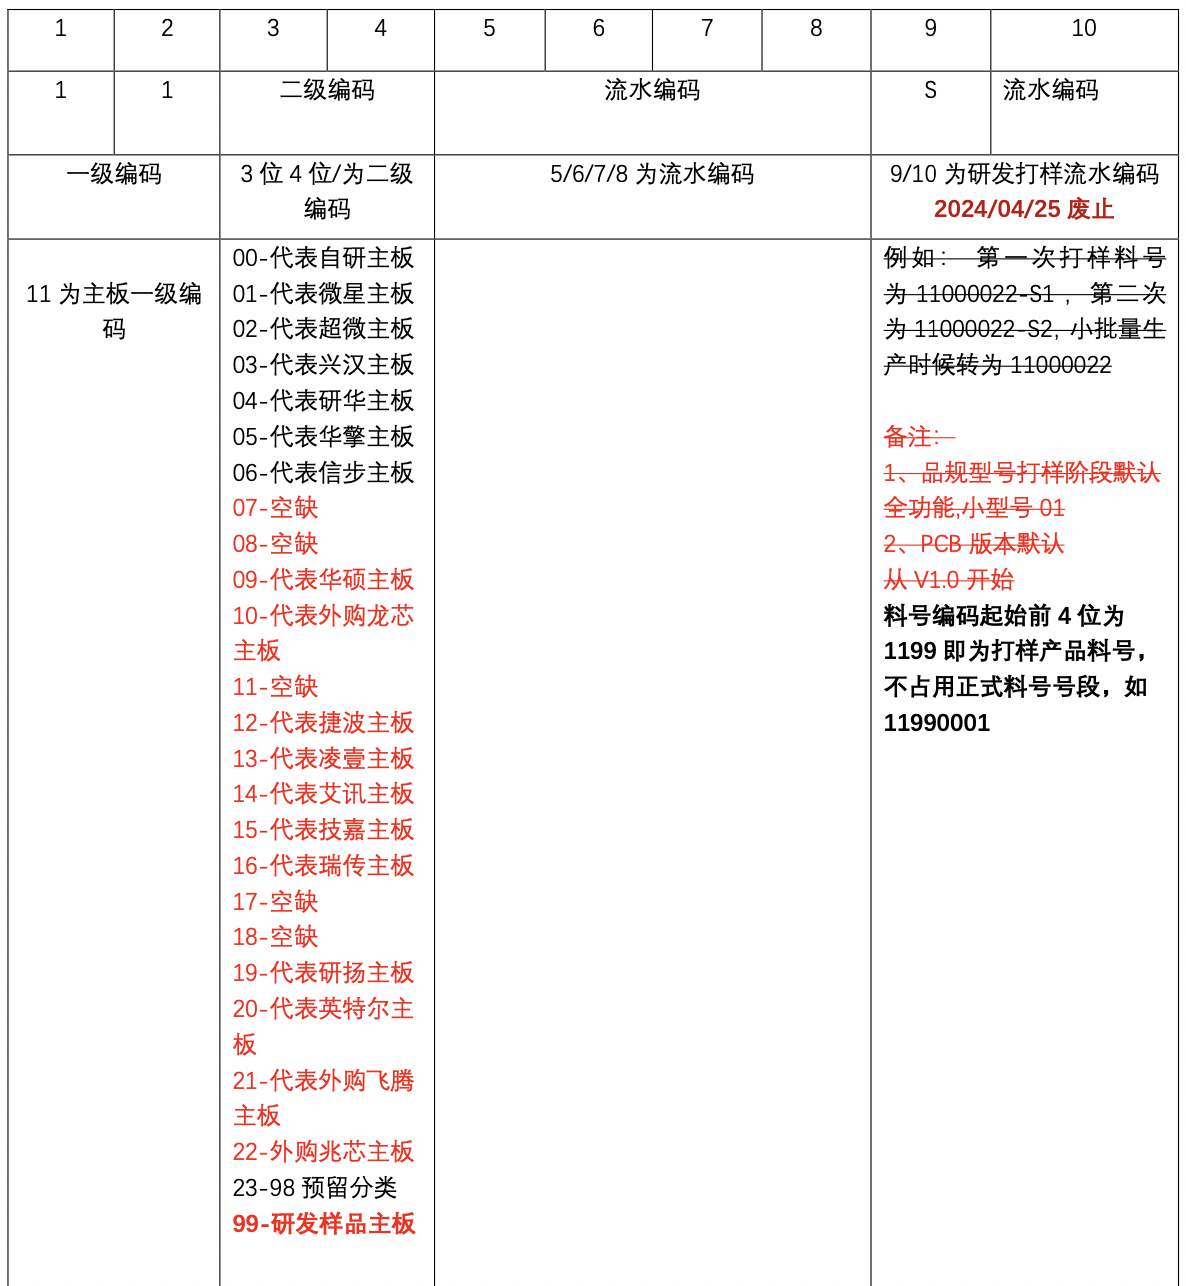 1 2 3 4 5 6 7 8 9 10
1 1 二级编码 流水编码 S 流水编码
一级编码
3 位 4 位/为二级
编码
5/6/7/8 为流水编码
9/10 为研发打样流水编码
2024/04/25 废止
11 为主板一级编
码
00-代表自研主板
01-代表微星主板
02-代表超微主板
03-代表兴汉主板
04-代表研华主板
05-代表华擎主板
06-代表信步主板
07-空缺
08-空缺
09-代表华硕主板
10-代表外购龙芯
主板
11-空缺
12-代表捷波主板
13-代表凌壹主板
14-代表艾讯主板
15-代表技嘉主板
16-代表瑞传主板
17-空缺
18-空缺
19-代表研扬主板
20-代表英特尔主
板
21-代表外购飞腾
主板
22-外购兆芯主板
23-98 预留分类
99-研发样品主板
例如： 第一次打样料号
为 11000022-S1 ， 第二次
为 11000022-S2, 小批量生
产时候转为 11000022
备注：
1、品规型号打样阶段默认
全功能,小型号 01
2、PCB 版本默认
从 V1.0 开始
料号编码起始前 4 位为
1199 即为打样产品料号，
不占用正式料号号段，如
11990001